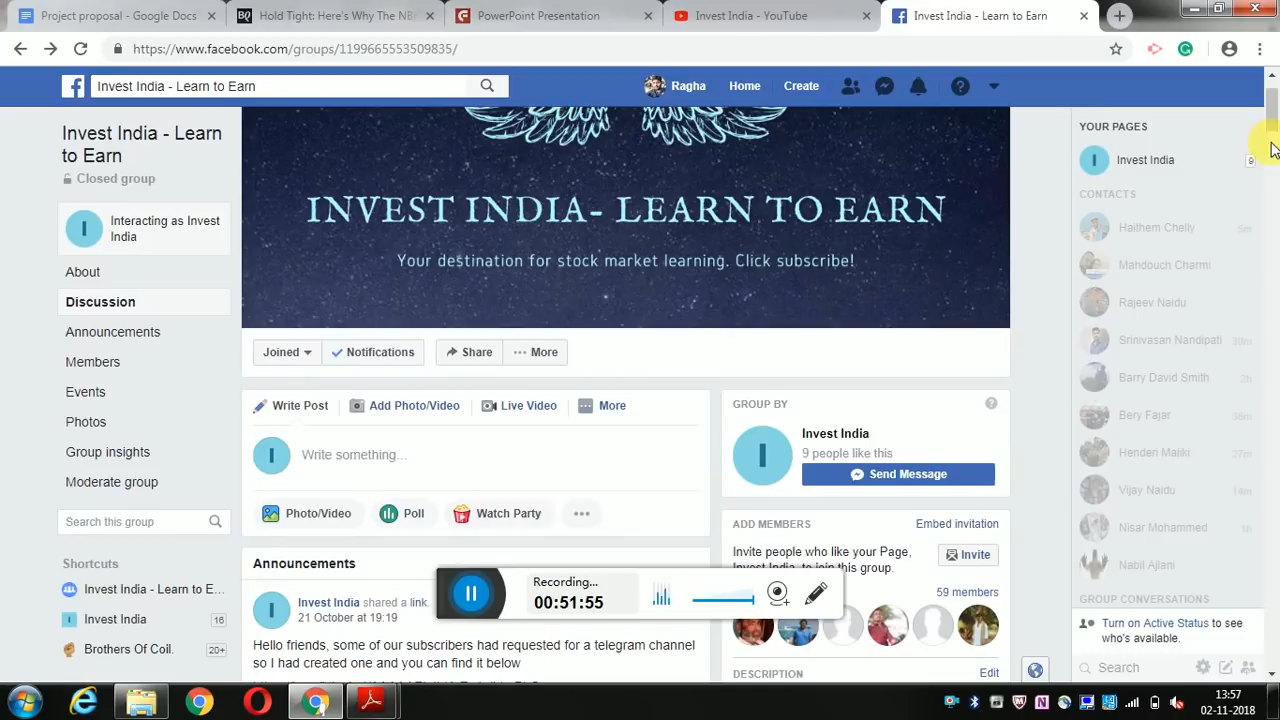 Project proposal - Google Docs
Hold Tight: Here's Why The NB
PowerPoint Presentation
Invest India - YouTube
Invest India - Learn to Earn
https://www.facebook.com/groups/1199665553509835/
Invest India - Learn to Earn
Ragha
Home
Create
Invest India - Learn
to Earn
Closed group
Interacting as Invest
India
About
Discussion
Announcements
Members
Events
Photos
Group insights
Moderate group
Search this group
Shortcuts
Invest India - Learn to E...
Invest India 16
Brothers Of Coil. 20+
INVEST INDIA- LEARN TO EARN
Your destination for stock market learning. Click subscribe!
Joined
Notifications
Share
More
Write Post
Add Photo/Video
Live Video
More
Write something...
Photo/Video
Poll
Watch Party
Announcements
Invest India shared a link.
21 October at 19:19
Hello friends, some of our subscribers had requested for a telegram channel
so I had created one and you can find it below
Recording...
00:51:55
GROUP BY
Invest India
9 people like this
Send Message
ADD MEMBERS
Embed invitation
Invite people who like your Page,
Invest India, to join this group.
Invite
59 members
DESCRIPTION
Edit
YOUR PAGES
Invest India 9
CONTACTS
Haithem Chelly 5m
Mahdouch Charmi
Rajeev Naidu
Srinivasan Nandipati
Barry David Smith 2h
Bery Fajar
Henderi Maliki 27m
Vijay Naidu 14m
Nisar Mohammed 1h
Nabil Ajlani
GROUP CONVERSATIONS
Turn on Active Status to see
who's available.
Search
13:57
02-11-2018